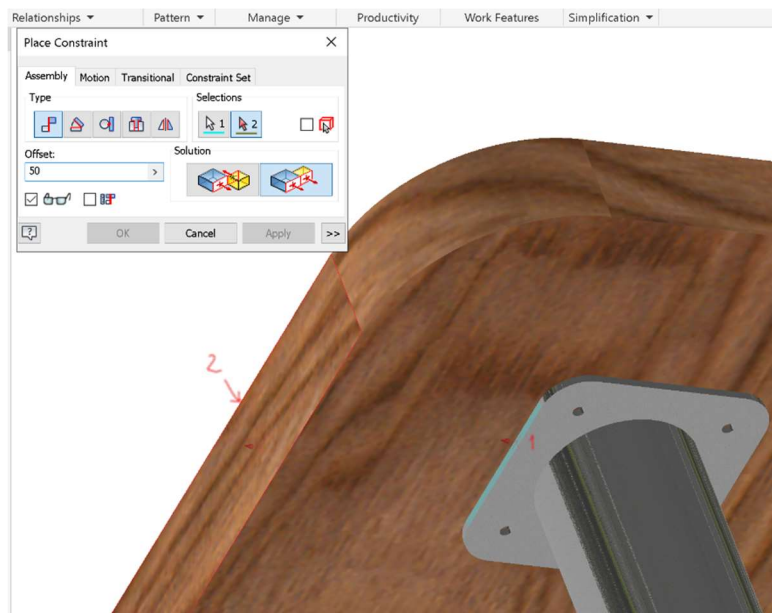 Relationships Pattern Manage Productivity Work Features Simplification
Place Constraint
Assembly Motion Transitional Constraint Set
Type Selections
1 2
Offset: Solution
50
OK Cancel Apply >>
2
1